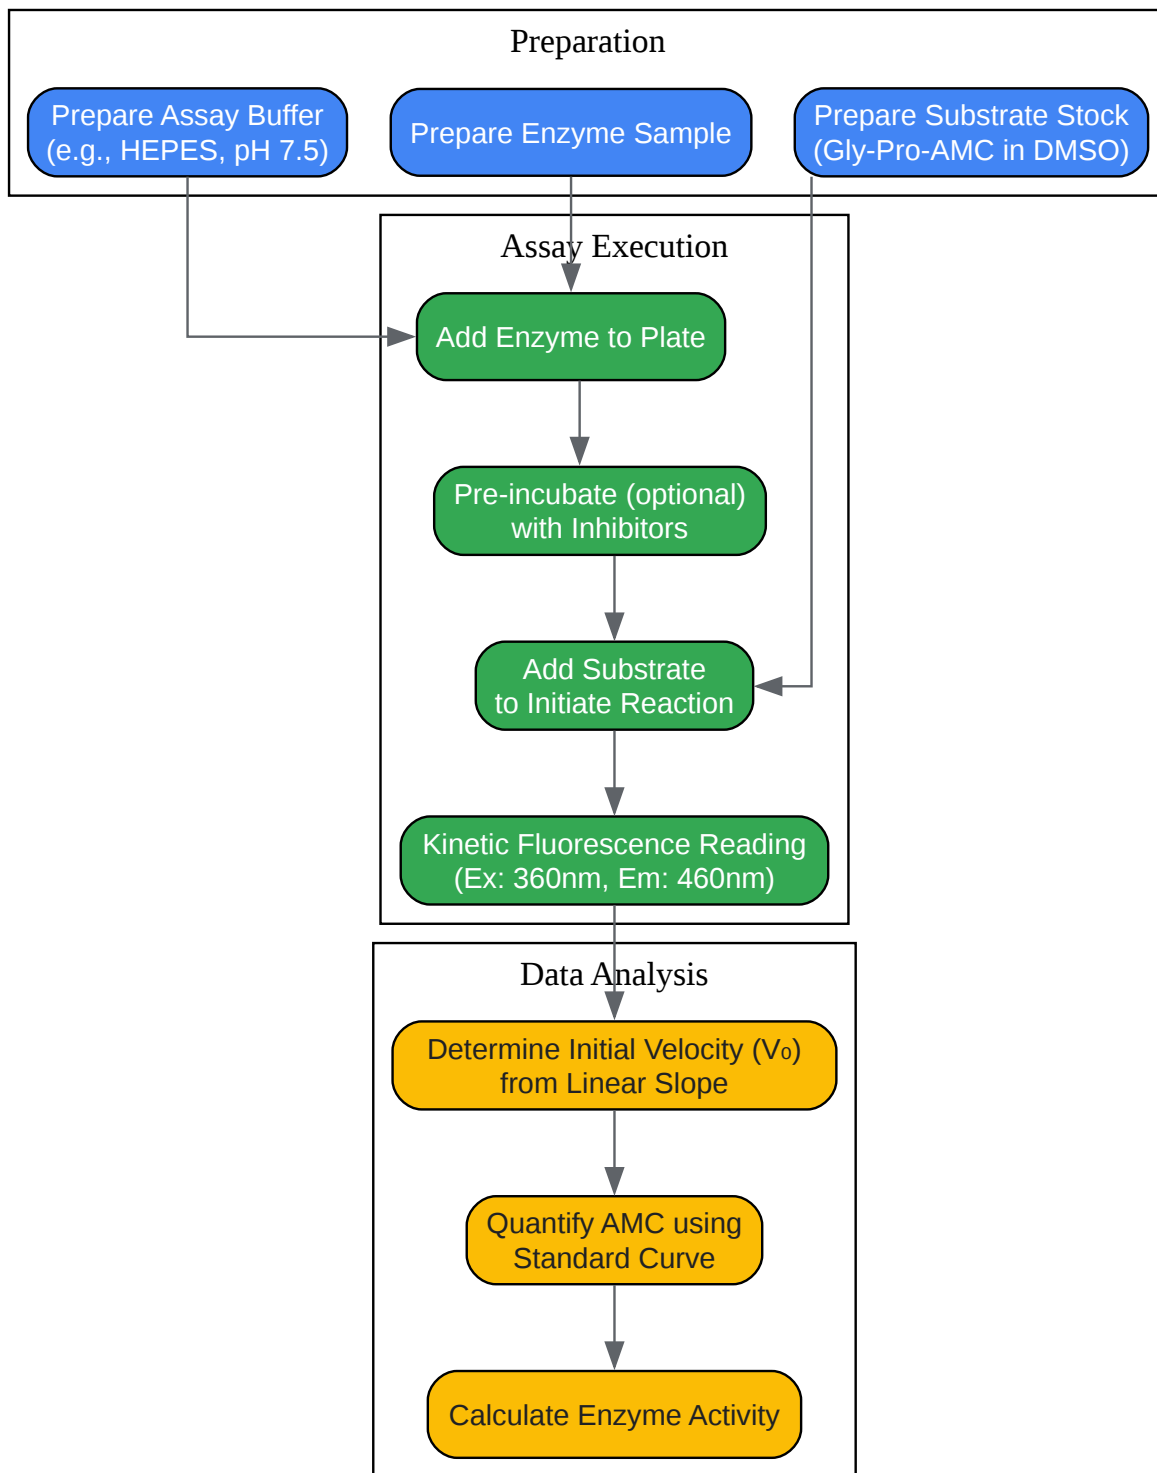 Preparation
Prepare Assay Buffer
(e.g., HEPES, pH 7.5)
Prepare Enzyme Sample
Prepare Substrate Stock
(Gly-Pro-AMC in DMSO)
Assay Execution
Add Enzyme to Plate
Pre-incubate (optional)
with Inhibitors
Add Substrate
to Initiate Reaction
Kinetic Fluorescence Reading
(Ex: 360nm, Em: 460nm)
Data Analysis
Determine Initial Velocity (V₀)
from Linear Slope
Quantify AMC using
Standard Curve
Calculate Enzyme Activity